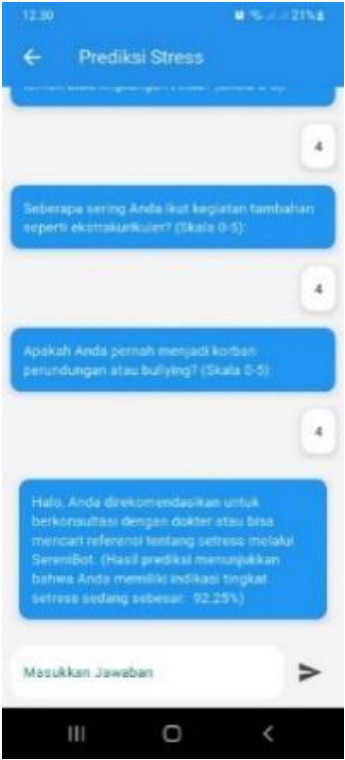 12.30
21%
Prediksi Stress
4
Seberapa sering Anda ikut kegiatan tambahan
seperti ekstrakurikuler? (Skala 0-5):
4
Apakah Anda pernah menjadi korban
perundungan atau bullying? (Skala 0-5):
4
Halo, Anda direkomendasikan untuk
berkonsultasi dengan dokter atau bisa
mencari referensi tentang setress melalui
SereniBot. (Hasil prediksi menunjukkan
bahwa Anda memiliki indikasi tingkat
setress sedang sebesar: 92.25%)
Masukkan Jawaban